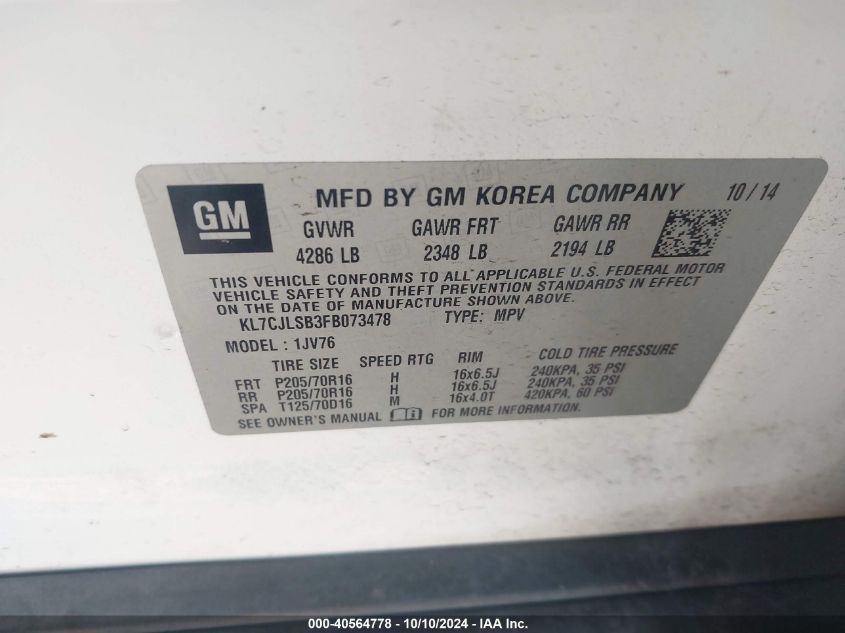 GM
MFD BY GM KOREA COMPANY 10 / 14
GVWR GAWR FRT GAWR RR
4286 LB 2348 LB 2194 LB
THIS VEHICLE CONFORMS TO ALL APPLICABLE U.S. FEDERAL MOTOR
VEHICLE SAFETY AND THEFT PREVENTION STANDARDS IN EFFECT
ON THE DATE OF MANUFACTURE SHOWN ABOVE.
KL7CJLSB3FB073478 TYPE: MPV
MODEL : 1JV76
TIRE SIZE SPEED RTG RIM COLD TIRE PRESSURE
FRT P205/70R16 H 16x6.5J 240KPA, 35 PSI
RR P205/70R16 H 16x6.5J 240KPA, 35 PSI
SPA T125/70D16 M 16x4.0T 420KPA, 60 PSI
SEE OWNER'S MANUAL FOR MORE INFORMATION.
000-40564778 - 10/10/2024 - IAA Inc.